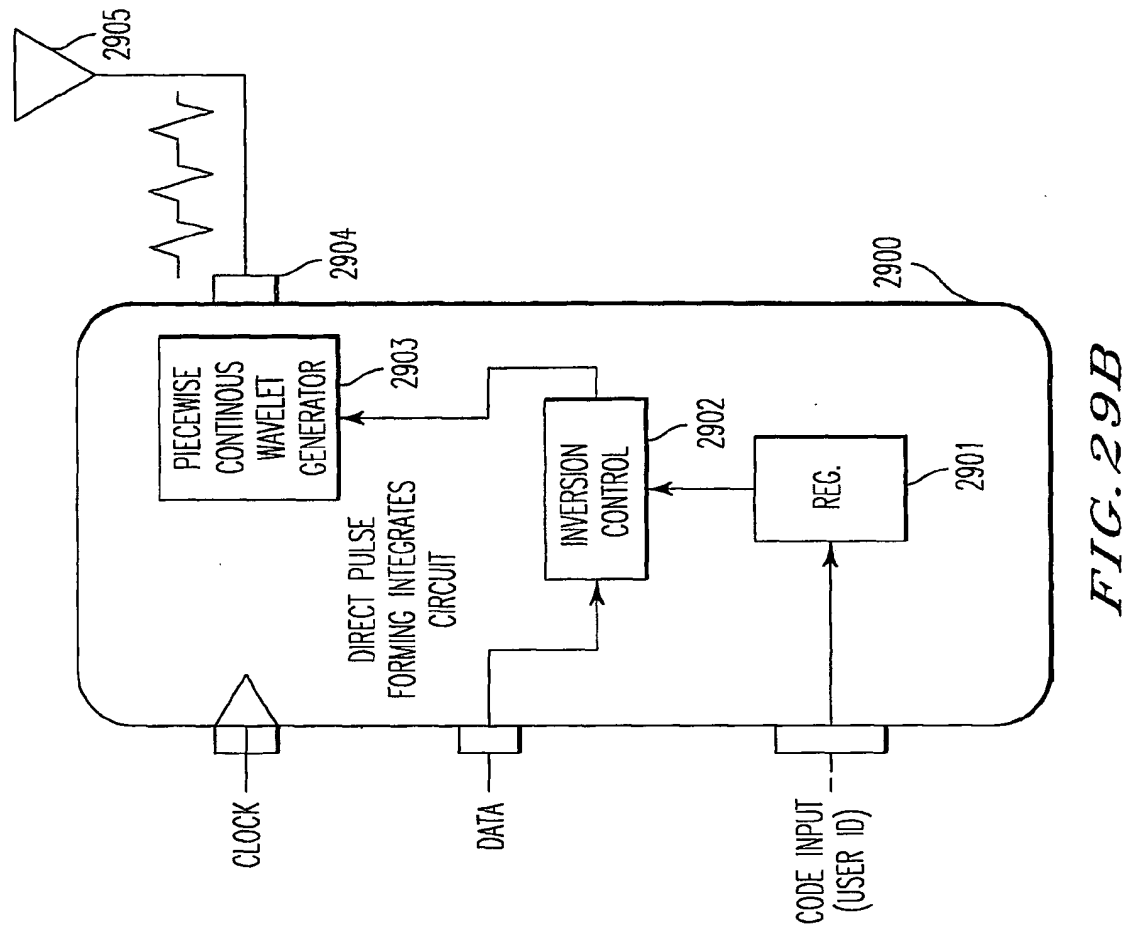 CLOCK
DATA
CODE INPUT
(USER ID)
DIRECT PULSE
FORMING INTEGRATES
CIRCUIT
PIECEWISE
CONTINOUS
WAVELET
GENERATOR
2903
INVERSION
CONTROL
2902
REG.
2901
2904
2905
2900
FIG. 29B